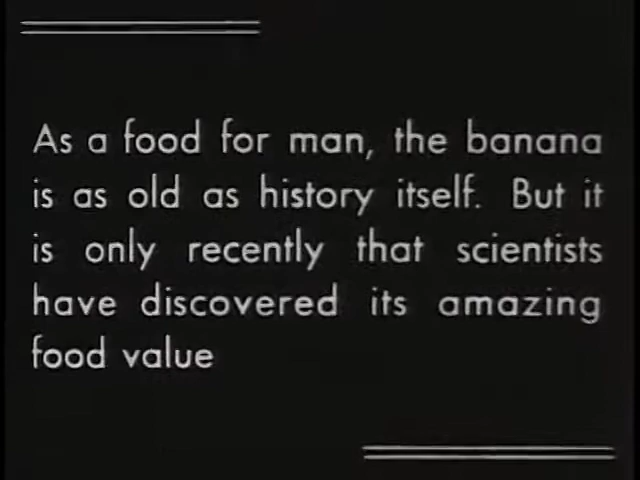 As a food for man, the banana
is as old as history itself. But it
is only recently that scientists
have discovered its amazing
food value